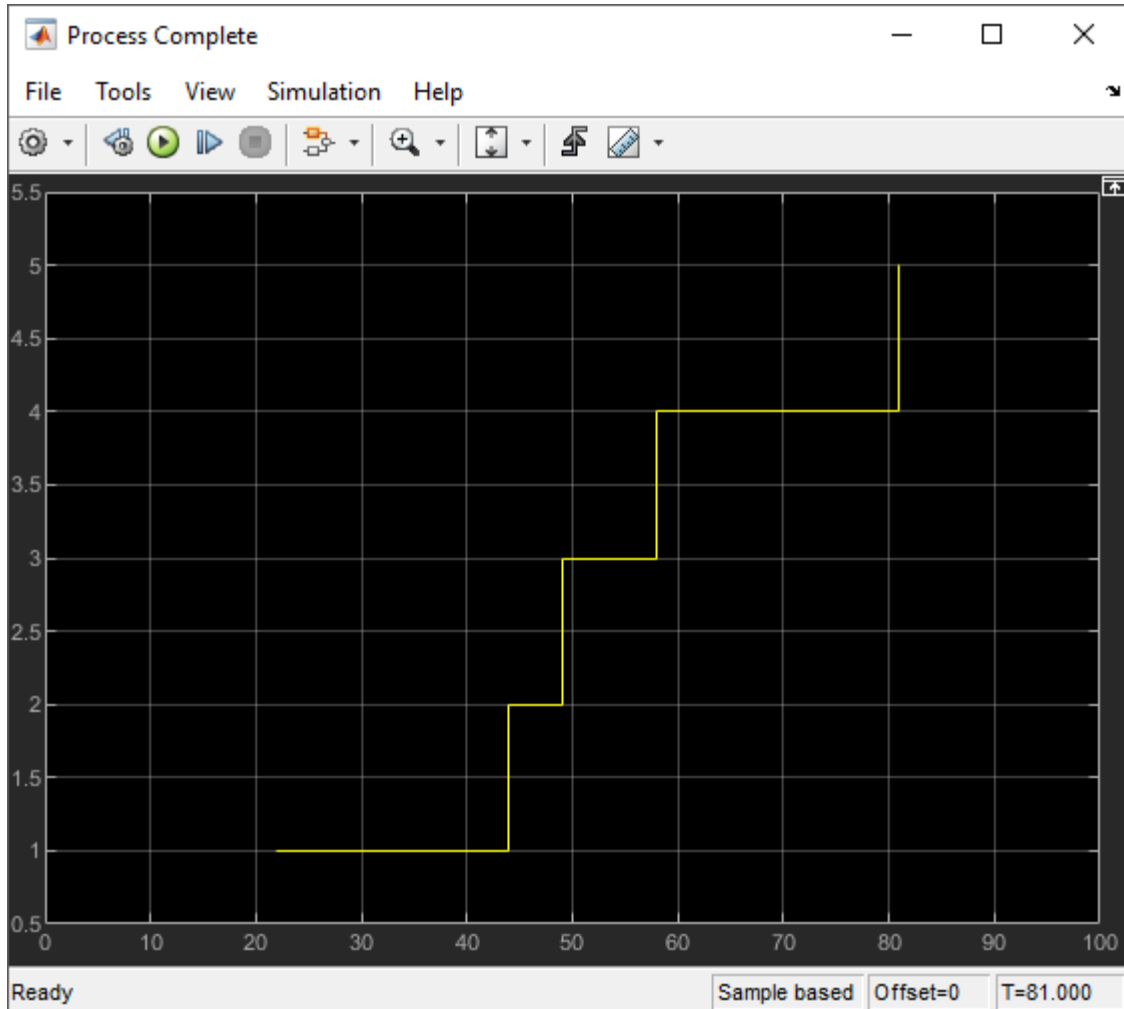 Process Complete
File Tools View Simulation Help
5.5
5
4.5
4
3.5
3
2.5
2
1.5
1
0.5
0 10 20 30 40 50 60 70 80 90 100
Ready Sample based Offset=0 T=81.000